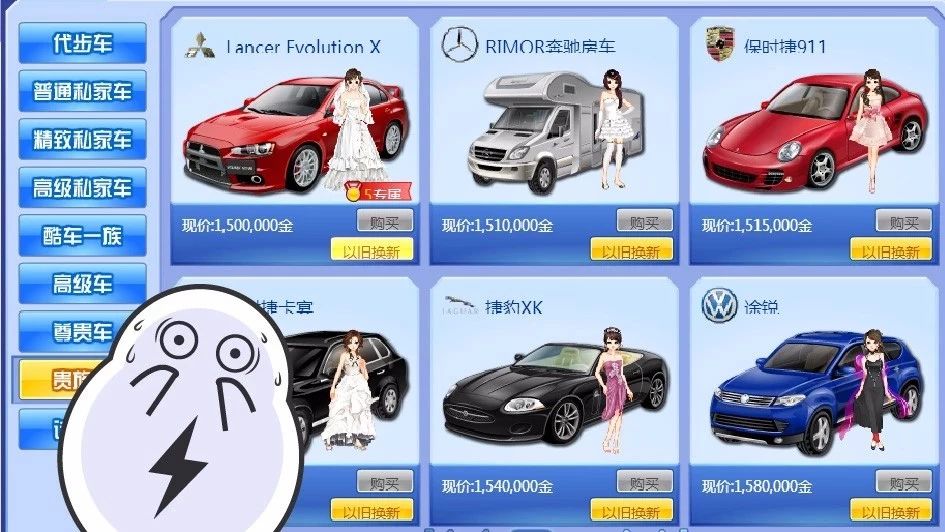 代步车
普通私家车
精致私家车
高级私家车
酷车一族
高级车
尊贵车
贵族
Lancer Evolution X
5专属
现价:1,500,000金
购买
以旧换新
RIMOR奔驰房车
现价:1,510,000金
购买
以旧换新
保时捷911
现价:1,515,000金
购买
以旧换新
捷卡宴
购买
以旧换新
JAGUAR
捷豹XK
现价:1,540,000金
购买
以旧换新
途锐
现价:1,580,000金
购买
以旧换新